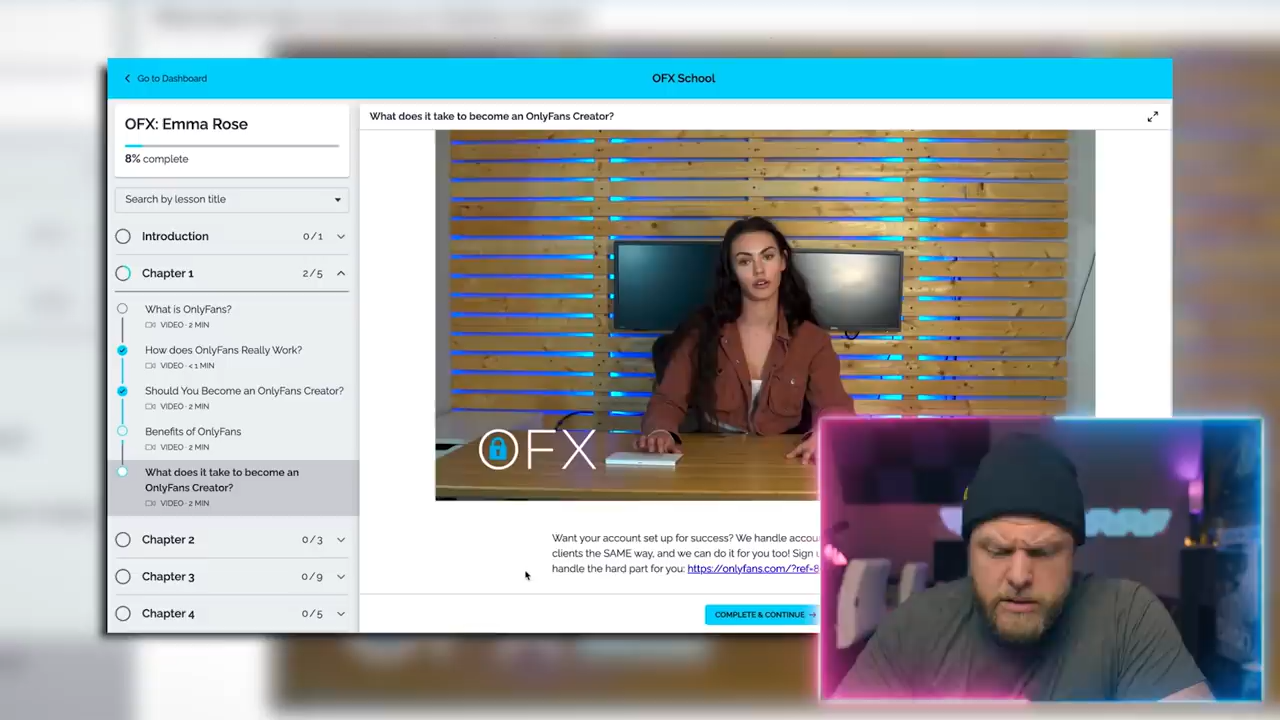 Go to Dashboard
OFX School
OFX: Emma Rose
8% complete
Search by lesson title
Introduction 0/1
Chapter 1 2/5
What is OnlyFans?
VIDEO · 2 MIN
How does OnlyFans Really Work?
VIDEO · < 1 MIN
Should You Become an OnlyFans Creator?
VIDEO · 2 MIN
Benefits of OnlyFans
VIDEO · 2 MIN
What does it take to become an
OnlyFans Creator?
VIDEO · 2 MIN
Chapter 2 0/3
Chapter 3 0/9
Chapter 4 0/5
What does it take to become an OnlyFans Creator?
OFX
Want your account set up for success? We handle
clients the SAME way, and we can do it for you too! Sign
handle the hard part for you: https://onlyfans.com/?ref=
COMPLETE & CONTINUE →